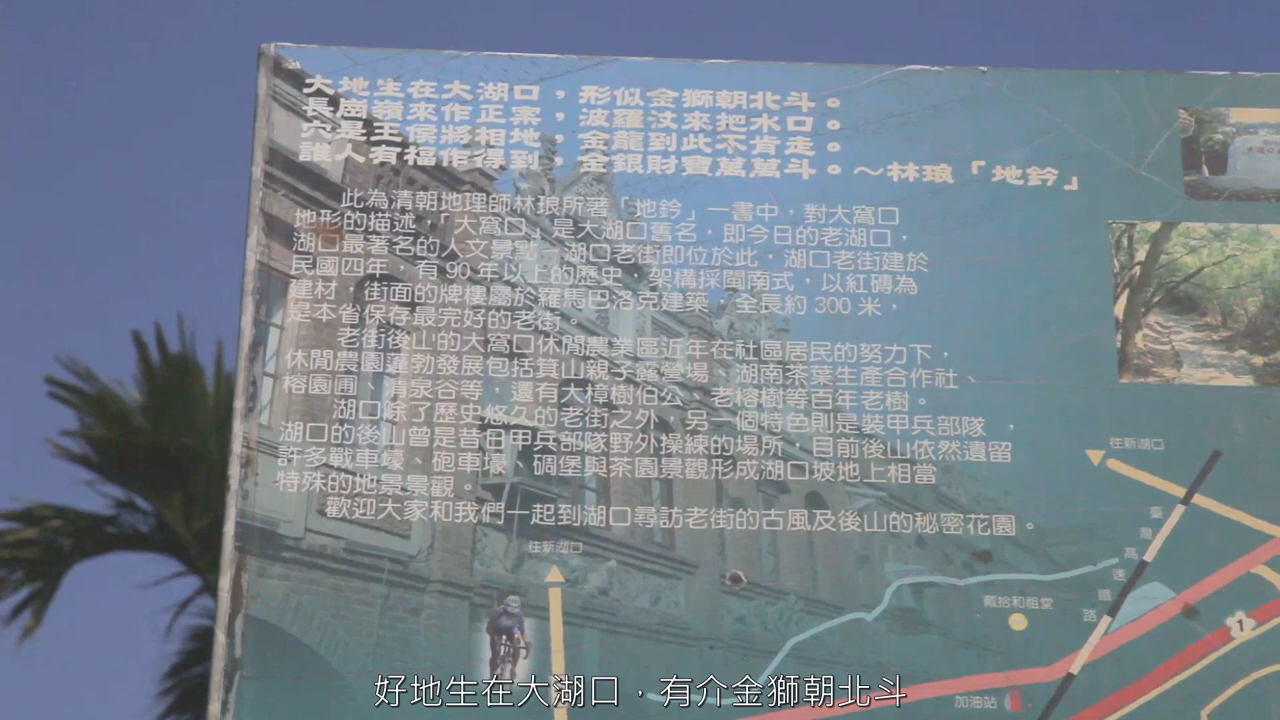 大地生在大湖口，形似金獅朝北斗。
長崗嶺來作正案，波羅汶來把水口。
穴是王侯將相地，金龍到此不肯走。
誰人有福作得到，金銀財寶萬萬斗。～林琅「地鈐」
此為清朝地理師林琅所著「地鈐」一書中，對大窩口
地形的描述，「大窩口」是大湖口舊名，即今日的老湖口，
湖口最著名的人文景點，湖口老街即位於此，湖口老街建於
民國四年，有90年以上的歷史，架構採閩南式，以紅磚為
建材，街面的牌樓屬於羅馬巴洛克建築，全長約300米，
是本省保存最完好的老街。
老街後山的大窩口休閒農業區近年在社區居民的努力下，
休閒農園蓬勃發展包括箕山親子露營場、湖南茶葉生產合作社、
榕園圃、清泉谷等，還有大樟樹伯公、老榕樹等百年老樹。
湖口除了歷史悠久的老街之外，另一個特色則是裝甲兵部隊，
湖口的後山曾是昔日甲兵部隊野外操練的場所，目前後山依然遺留
許多戰車壕、砲車壕、碉堡與茶園景觀形成湖口坡地上相當
特殊的地景景觀。
歡迎大家和我們一起到湖口尋訪老街的古風及後山的秘密花園。
往新湖口
往新湖口
臺灣高速鐵路
戴拾和祖堂
1
加油站
好地生在大湖口，有介金獅朝北斗